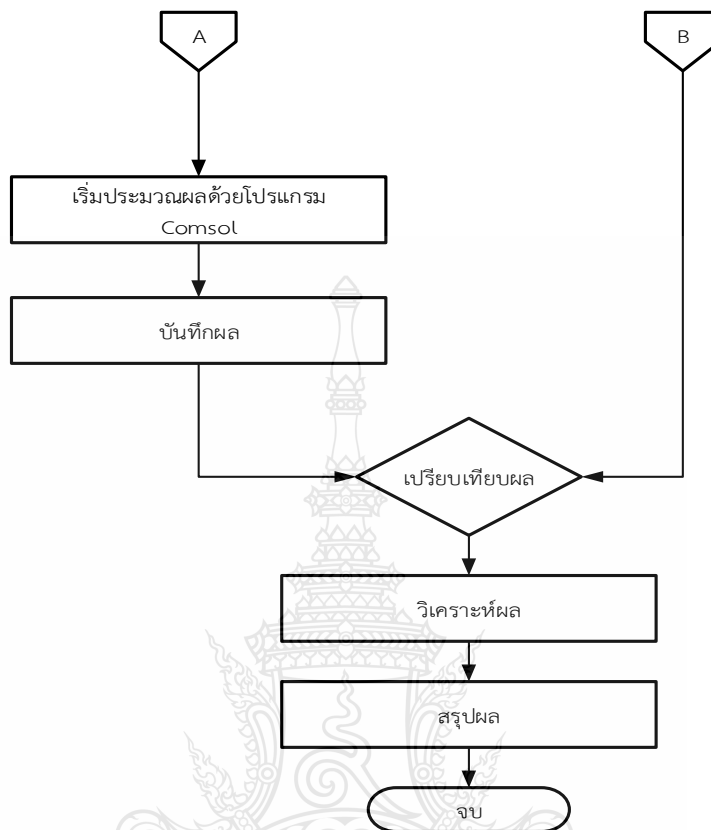 A
B
เริ่มประมวณผลด้วยโปรแกรม
Comsol
บันทึกผล
เปรียบเทียบผล
วิเคราะห์ผล
สรุปผล
จบ